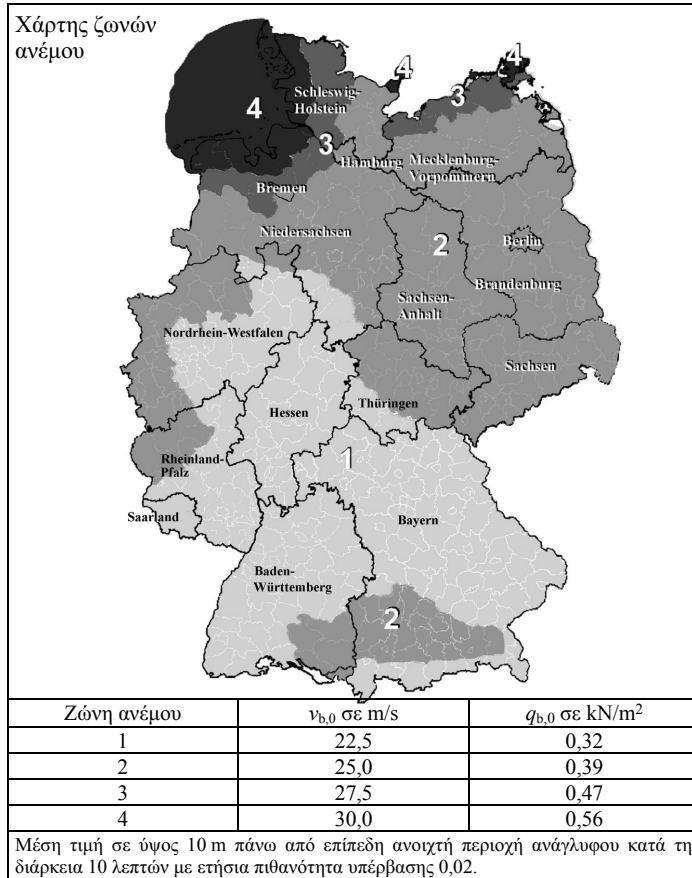 Χάρτης ζωνών
ανέμου
4
4
Schleswig-
Holstein
4
3
3
Hamburg
Mecklenburg-
Vorpommern
Bremen
Niedersachsen
2
Berlin
Brandenburg
Sachsen-
Anhalt
Nordrhein-Westfalen
Sachsen
Hessen
Thüringen
Rheinland-
Pfalz
1
Saarland
Bayern
Baden-
Württemberg
2
Ζώνη ανέμου v_b,0 σε m/s q_b,0 σε kN/m²
1 22,5 0,32
2 25,0 0,39
3 27,5 0,47
4 30,0 0,56
Μέση τιμή σε ύψος 10 m πάνω από επίπεδη ανοιχτή περιοχή ανάγλυφου κατά τη
διάρκεια 10 λεπτών με ετήσια πιθανότητα υπέρβασης 0,02.